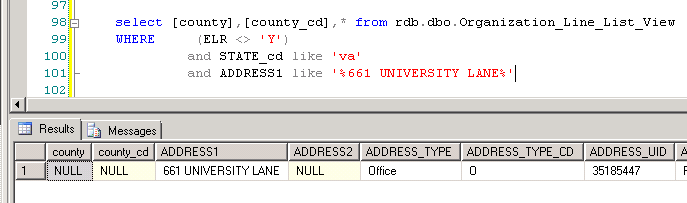 97
98 select [county],[county_cd],* from rdb.dbo.Organization_Line_List_View
99 WHERE (ELR <> 'Y')
100 and STATE_cd like 'va'
101 and ADDRESS1 like '%661 UNIVERSITY LANE%'
102
Results Messages
county county_cd ADDRESS1 ADDRESS2 ADDRESS_TYPE ADDRESS_TYPE_CD ADDRESS_UID A
1 NULL NULL 661 UNIVERSITY LANE NULL Office O 35185447